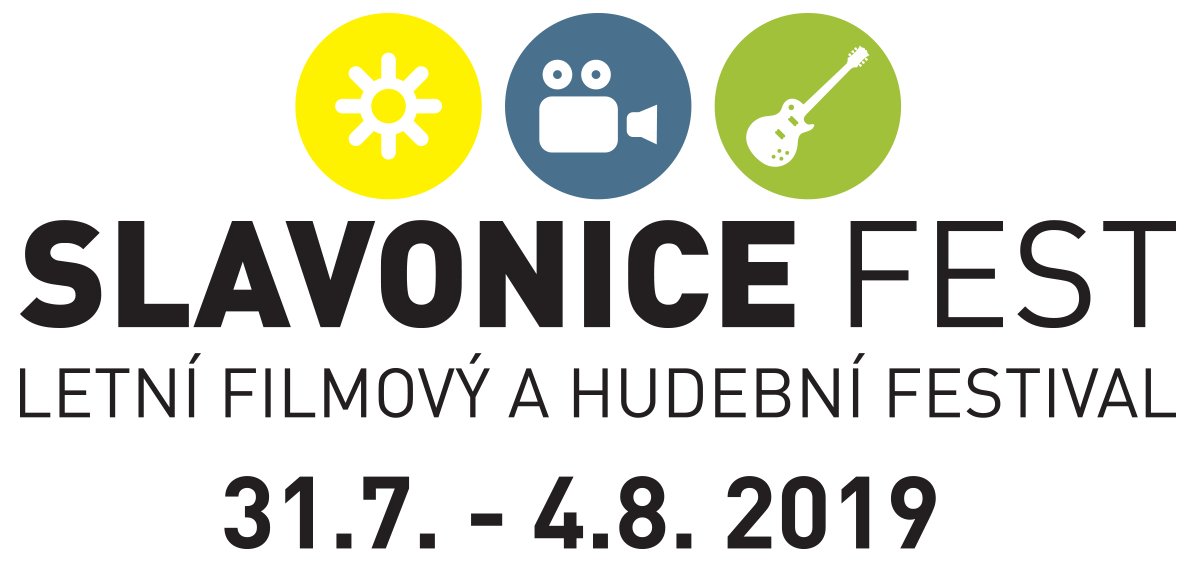 SLAVONICE FEST
LETNÍ FILMOVÝ A HUDEBNÍ FESTIVAL
31.7. - 4.8. 2019